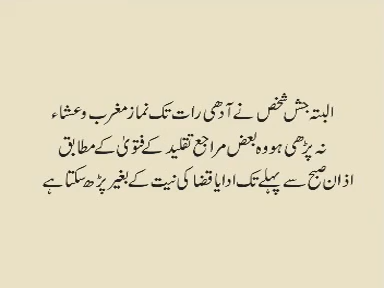 البتہ جس شخص نے آدھی رات تک نماز مغرب و عشاء
نہ پڑھی ہو وہ بعض مراجع تقلید کے فتویٰ کے مطابق
اذان صبح سے پہلے تک ادا یا قضا کی نیت کے بغیر پڑھ سکتا ہے